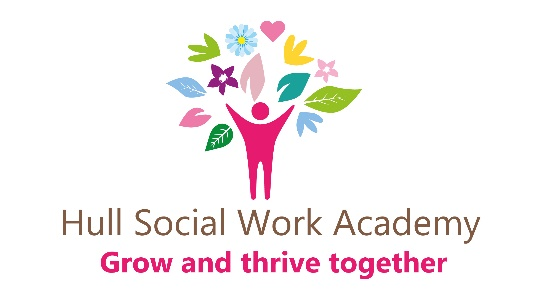 Hull Social Work Academy
Grow and thrive together